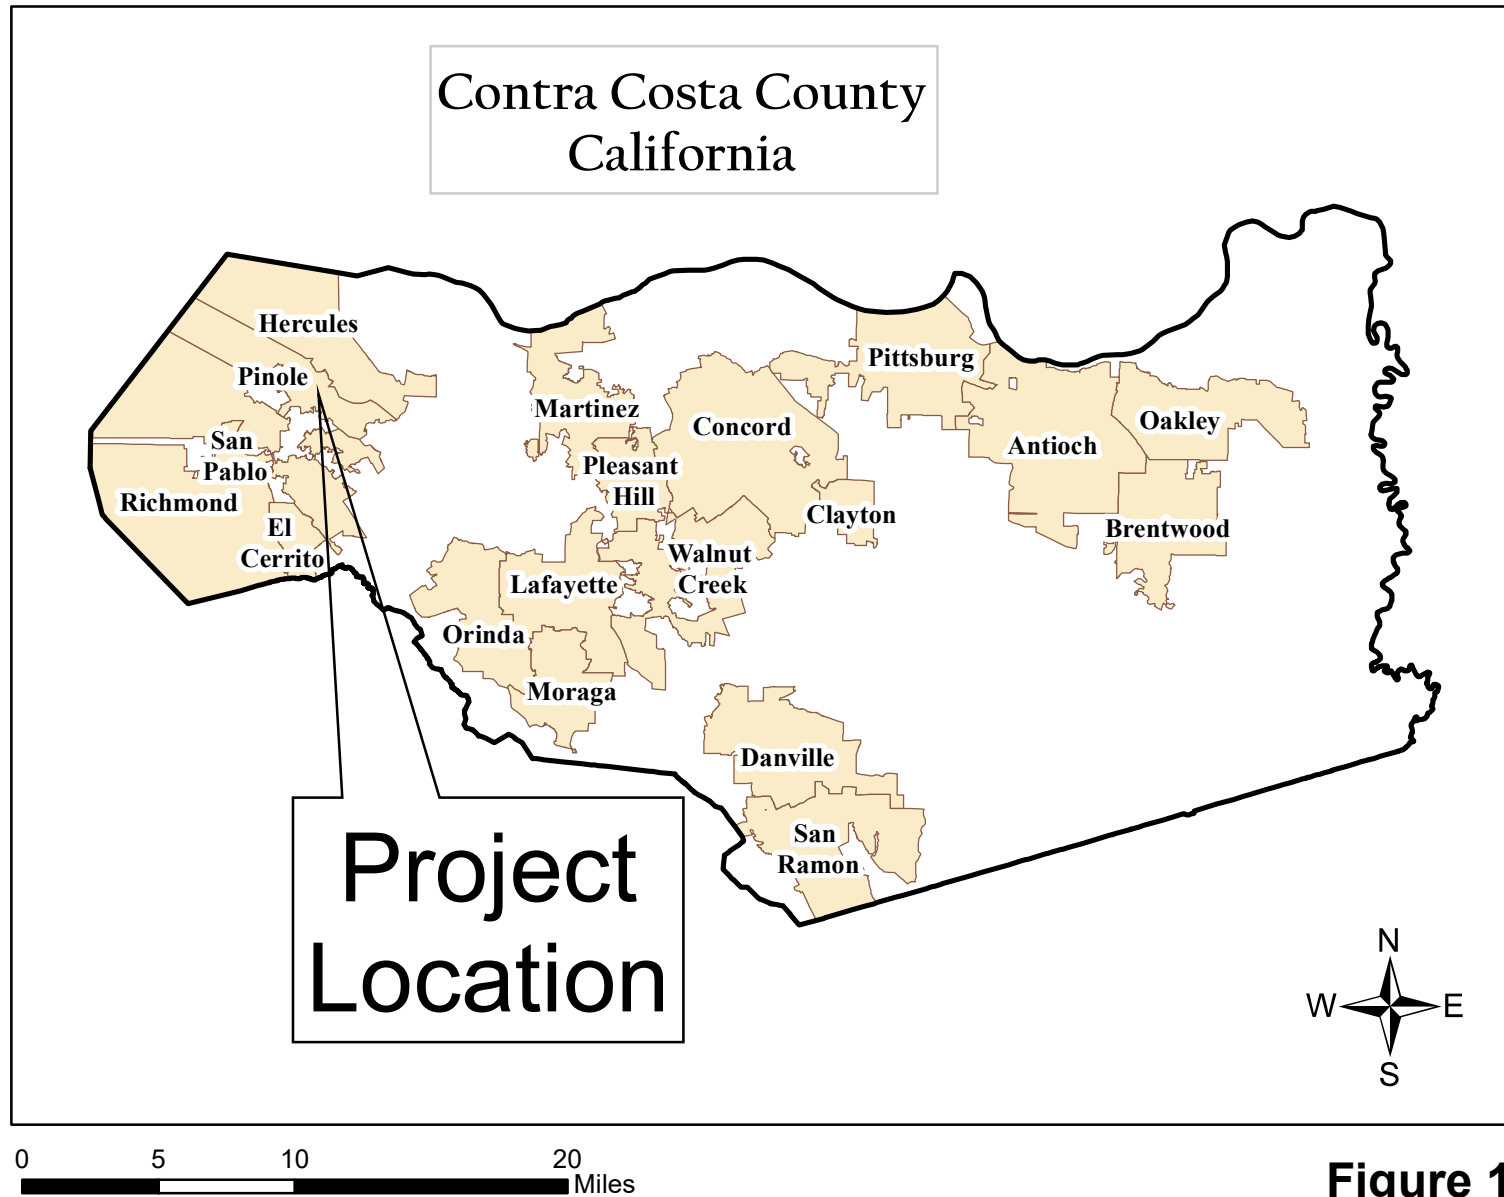 Contra Costa County
California
Hercules
Pinole
San
Pablo
Richmond
El
Cerrito
Martinez
Concord
Pleasant
Hill
Clayton
Walnut
Creek
Lafayette
Orinda
Moraga
Pittsburg
Antioch
Oakley
Brentwood
Danville
San
Ramon
Project
Location
N
W E
S
0 5 10 20
Miles
Figure 1